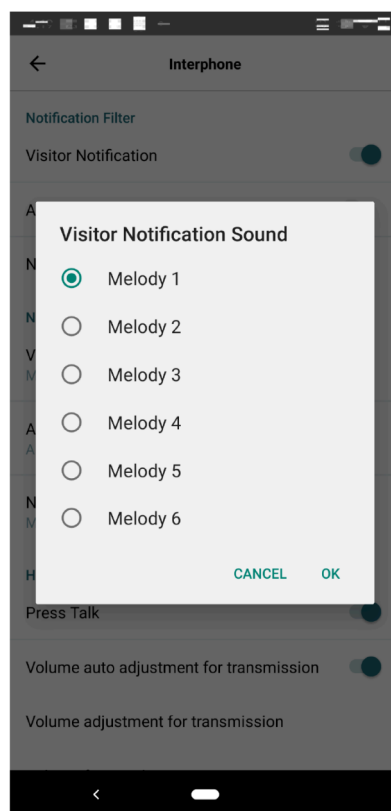 Interphone
Notification Filter
Visitor Notification
A
Visitor Notification Sound
N
Melody 1
Melody 2
N
Melody 3
V
M
Melody 4
A
A
Melody 5
N
Melody 6
M
CANCEL OK
H
Press Talk
Volume auto adjustment for transmission
Volume adjustment for transmission